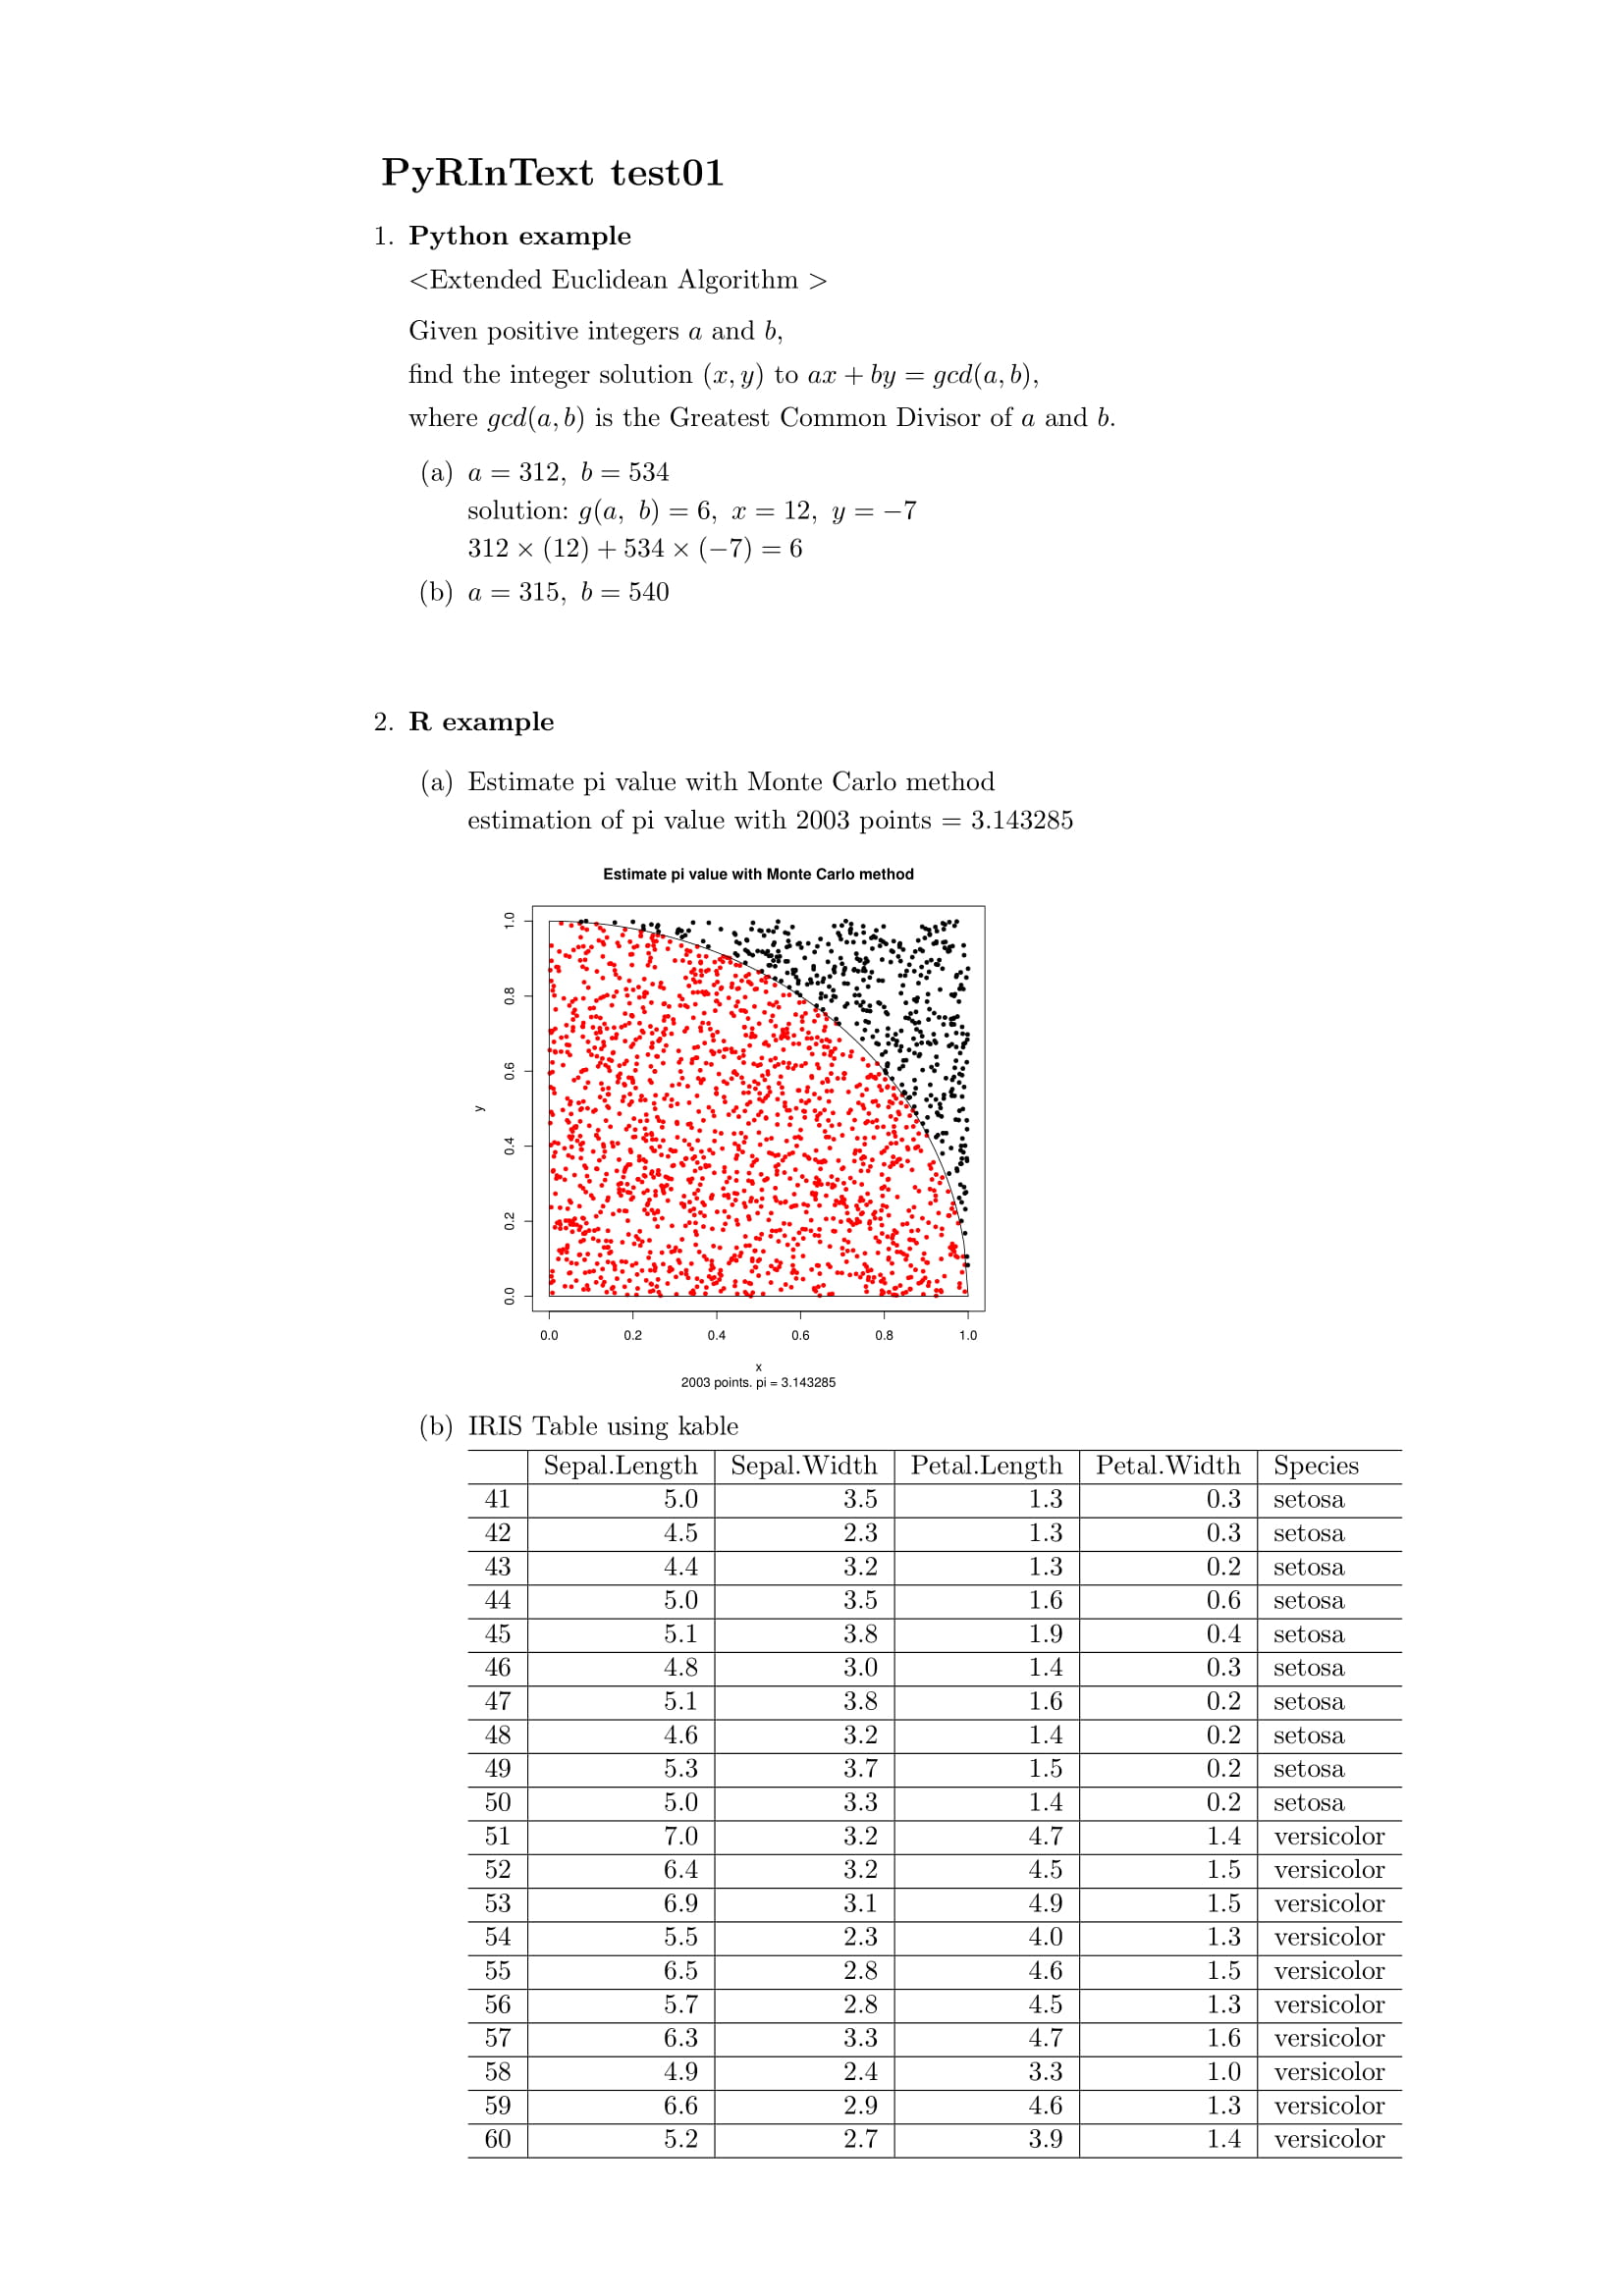 PyRInText test01
1. Python example
<Extended Euclidean Algorithm >
Given positive integers a and b,
find the integer solution (x, y) to ax + by = gcd(a, b),
where gcd(a, b) is the Greatest Common Divisor of a and b.
(a) a = 312, b = 534
solution: g(a, b) = 6, x = 12, y = −7
312 × (12) + 534 × (−7) = 6
(b) a = 315, b = 540
2. R example
(a) Estimate pi value with Monte Carlo method
estimation of pi value with 2003 points = 3.143285
Estimate pi value with Monte Carlo method
1.0
0.8
0.6
y
0.4
0.2
0.0
0.0 0.2 0.4 0.6 0.8 1.0
x
2003 points. pi = 3.143285
(b) IRIS Table using kable
Sepal.Length Sepal.Width Petal.Length Petal.Width Species
41 5.0 3.5 1.3 0.3 setosa
42 4.5 2.3 1.3 0.3 setosa
43 4.4 3.2 1.3 0.2 setosa
44 5.0 3.5 1.6 0.6 setosa
45 5.1 3.8 1.9 0.4 setosa
46 4.8 3.0 1.4 0.3 setosa
47 5.1 3.8 1.6 0.2 setosa
48 4.6 3.2 1.4 0.2 setosa
49 5.3 3.7 1.5 0.2 setosa
50 5.0 3.3 1.4 0.2 setosa
51 7.0 3.2 4.7 1.4 versicolor
52 6.4 3.2 4.5 1.5 versicolor
53 6.9 3.1 4.9 1.5 versicolor
54 5.5 2.3 4.0 1.3 versicolor
55 6.5 2.8 4.6 1.5 versicolor
56 5.7 2.8 4.5 1.3 versicolor
57 6.3 3.3 4.7 1.6 versicolor
58 4.9 2.4 3.3 1.0 versicolor
59 6.6 2.9 4.6 1.3 versicolor
60 5.2 2.7 3.9 1.4 versicolor